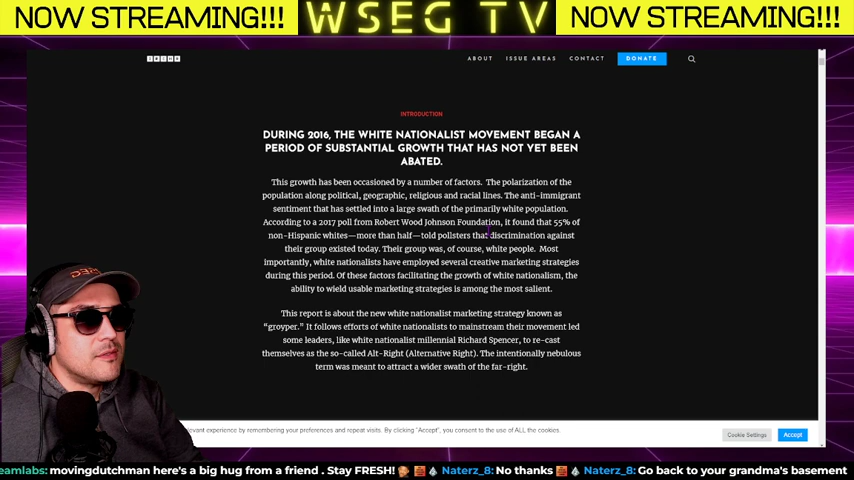 NOW STREAMING!!!
WSEG TV
NOW STREAMING!!!
IREHR
ABOUT
ISSUE AREAS
CONTACT
DONATE
INTRODUCTION
DURING 2016, THE WHITE NATIONALIST MOVEMENT BEGAN A
PERIOD OF SUBSTANTIAL GROWTH THAT HAS NOT YET BEEN
ABATED.
This growth has been occasioned by a number of factors. The polarization of the
population along political, geographic, religious and racial lines. The anti-immigrant
sentiment that has settled into a large swath of the primarily white population.
According to a 2017 poll from Robert Wood Johnson Foundation, it found that 55% of
non-Hispanic whites—more than half—told pollsters that discrimination against
their group existed today. Their group was, of course, white people. Most
importantly, white nationalists have employed several creative marketing strategies
during this period. Of these factors facilitating the growth of white nationalism, the
ability to wield usable marketing strategies is among the most salient.
This report is about the new white nationalist marketing strategy known as
“groyper.” It follows efforts of white nationalists to mainstream their movement led
some leaders, like white nationalist millennial Richard Spencer, to re-cast
themselves as the so-called Alt-Right (Alternative Right). The intentionally nebulous
term was meant to attract a wider swath of the far-right.
relevant experience by remembering your preferences and repeat visits. By clicking “Accept”, you consent to the use of ALL the cookies.
Cookie Settings
Accept
eamlabs: movingdutchman here's a big hug from a friend . Stay FRESH! Naterz_8: No thanks Naterz_8: Go back to your grandma's basement